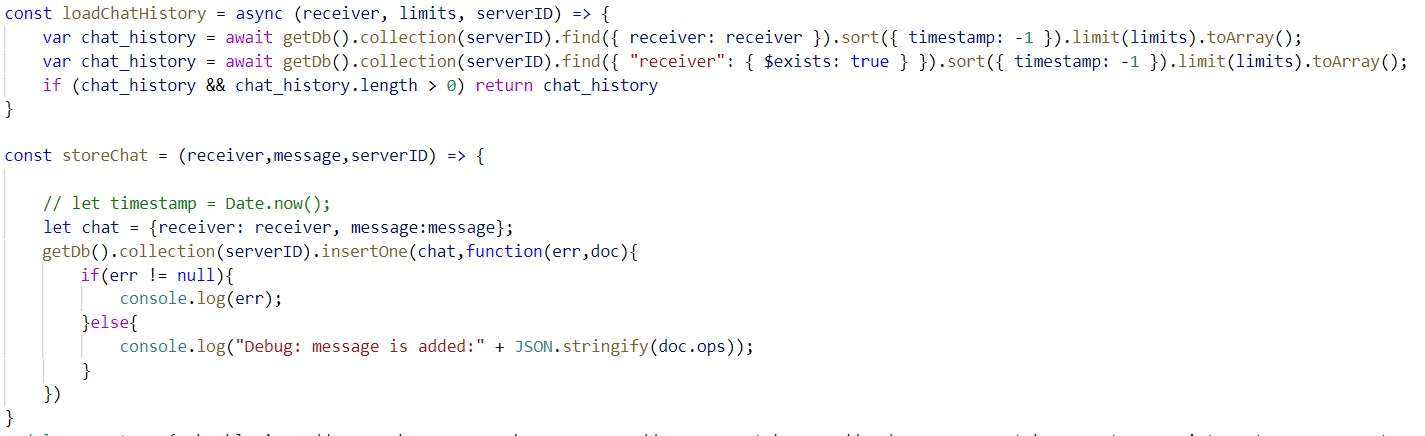 const loadChatHistory = async (receiver, limits, serverID) => {
    var chat_history = await getDb().collection(serverID).find({ receiver: receiver }).sort({ timestamp: -1 }).limit(limits).toArray();
    var chat_history = await getDb().collection(serverID).find({ "receiver": { $exists: true } }).sort({ timestamp: -1 }).limit(limits).toArray();
    if (chat_history && chat_history.length > 0) return chat_history
}

const storeChat = (receiver,message,serverID) => {

    // let timestamp = Date.now();
    let chat = {receiver: receiver, message:message};
    getDb().collection(serverID).insertOne(chat,function(err,doc){
        if(err != null){
            console.log(err);
        }else{
            console.log("Debug: message is added:" + JSON.stringify(doc.ops));
        }
    })
}